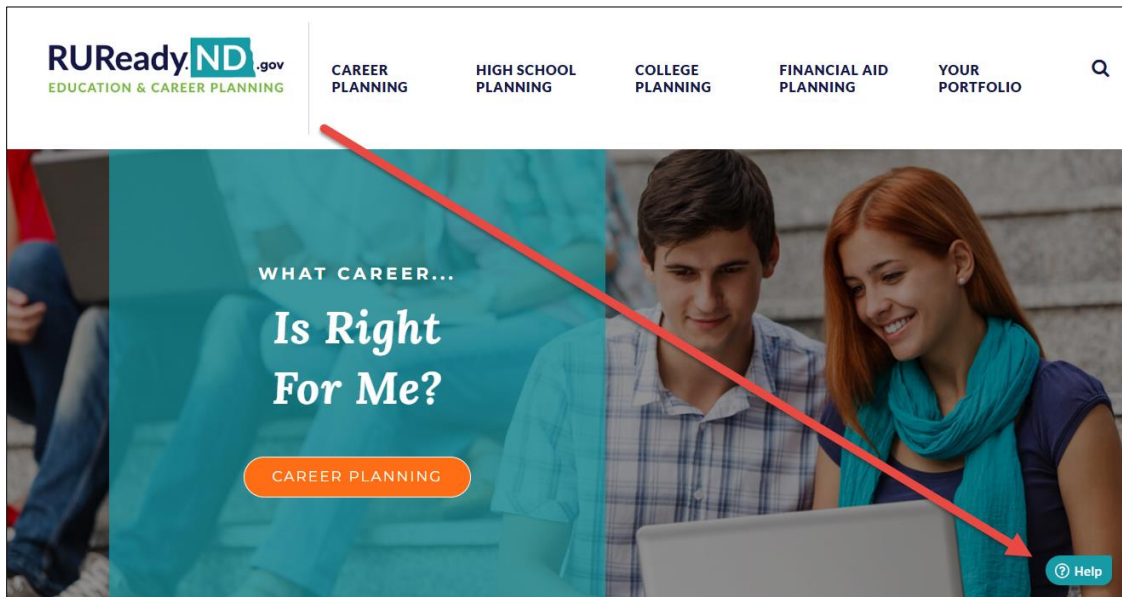 RUReady.ND.gov
EDUCATION & CAREER PLANNING
CAREER
PLANNING
HIGH SCHOOL
PLANNING
COLLEGE
PLANNING
FINANCIAL AID
PLANNING
YOUR
PORTFOLIO
WHAT CAREER...
Is Right
For Me?
CAREER PLANNING
? Help